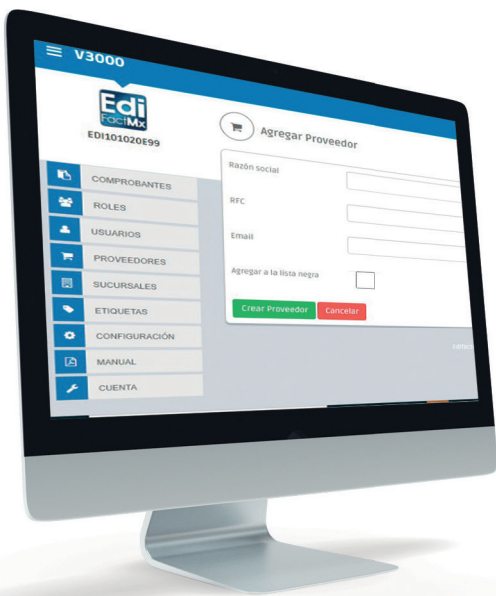 V3000
Edi
FactMx
EDI101020E99
COMPROBANTES
ROLES
USUARIOS
PROVEEDORES
SUCURSALES
ETIQUETAS
CONFIGURACIÓN
MANUAL
CUENTA
Agregar Proveedor
Razón social
RFC
Email
Agregar a la lista negra
Crear Proveedor
Cancelar